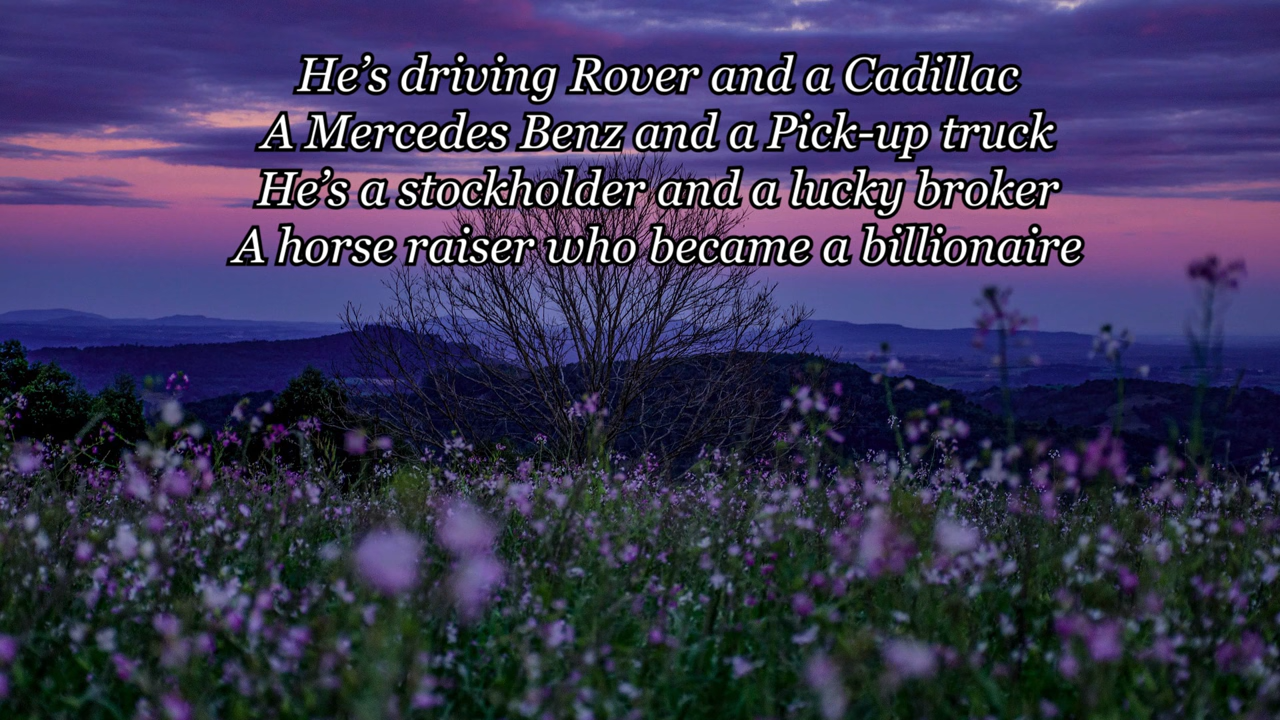 He’s driving Rover and a Cadillac
A Mercedes Benz and a Pick-up truck
He’s a stockholder and a lucky broker
A horse raiser who became a billionaire